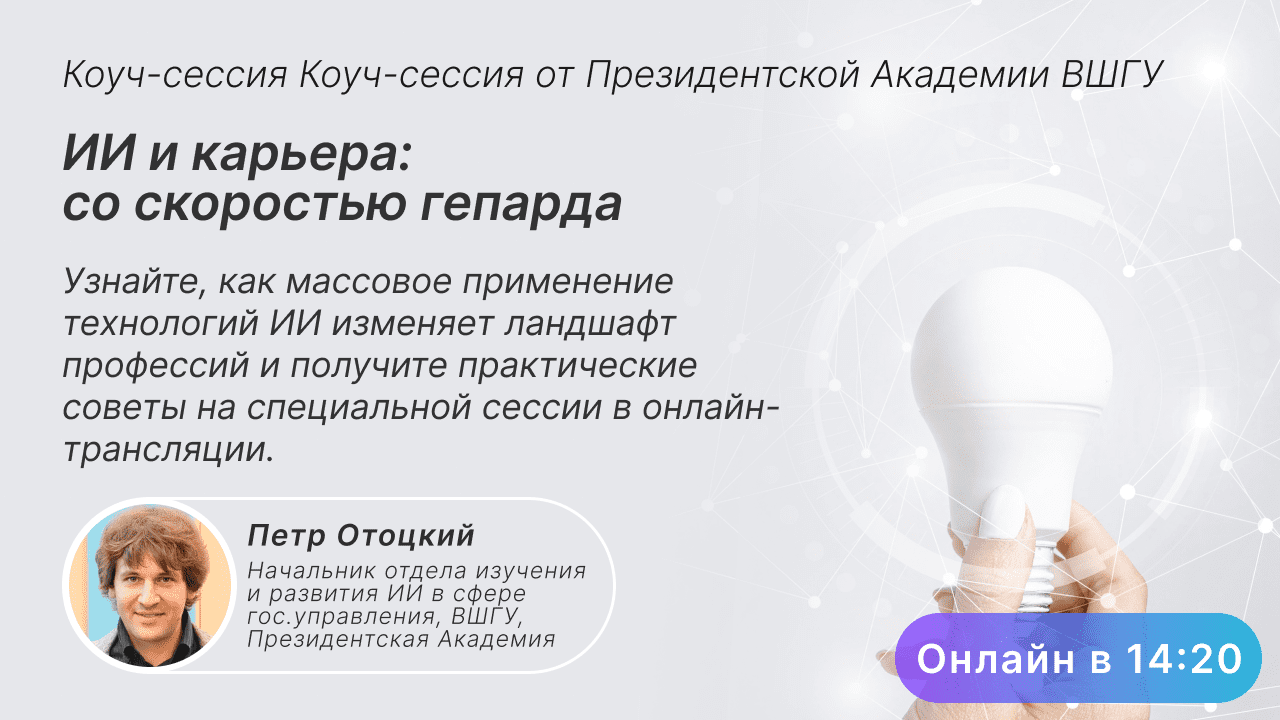 Коуч-сессия Коуч-сессия от Президентской Академии ВШГУ
ИИ и карьера:
со скоростью гепарда
Узнайте, как массовое применение
технологий ИИ изменяет ландшафт
профессий и получите практические
советы на специальной сессии в онлайн-
трансляции.
Петр Отоцкий
Начальник отдела изучения
и развития ИИ в сфере
гос.управления, ВШГУ,
Президентская Академия
Онлайн в 14:20